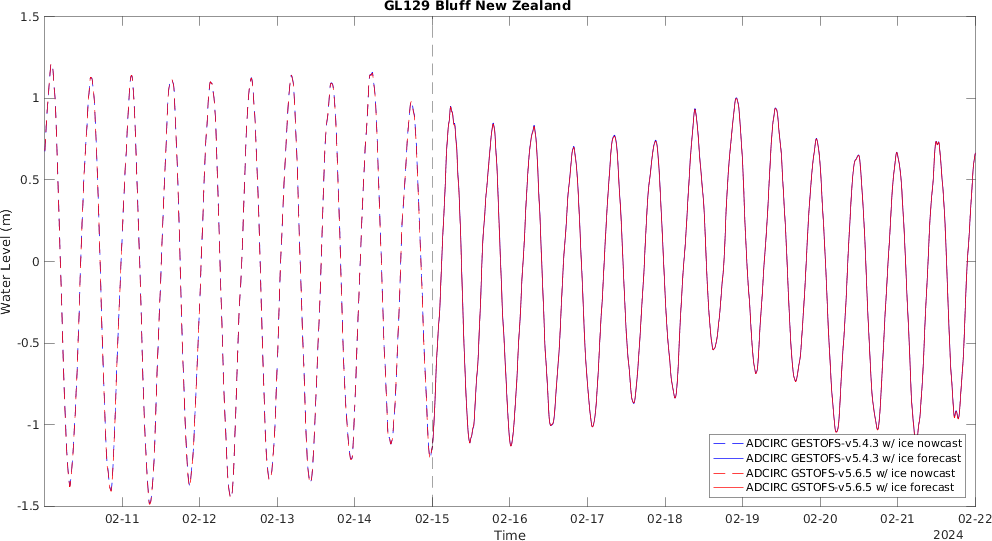 GL129 Bluff New Zealand
1.5
1
0.5
0
-0.5
-1
-1.5
Water Level (m)
ADCIRC GESTOFS-v5.4.3 w/ ice nowcast
ADCIRC GESTOFS-v5.4.3 w/ ice forecast
ADCIRC GSTOFS-v5.6.5 w/ ice nowcast
ADCIRC GSTOFS-v5.6.5 w/ ice forecast
02-11 02-12 02-13 02-14 02-15 02-16 02-17 02-18 02-19 02-20 02-21 02-22
Time
2024